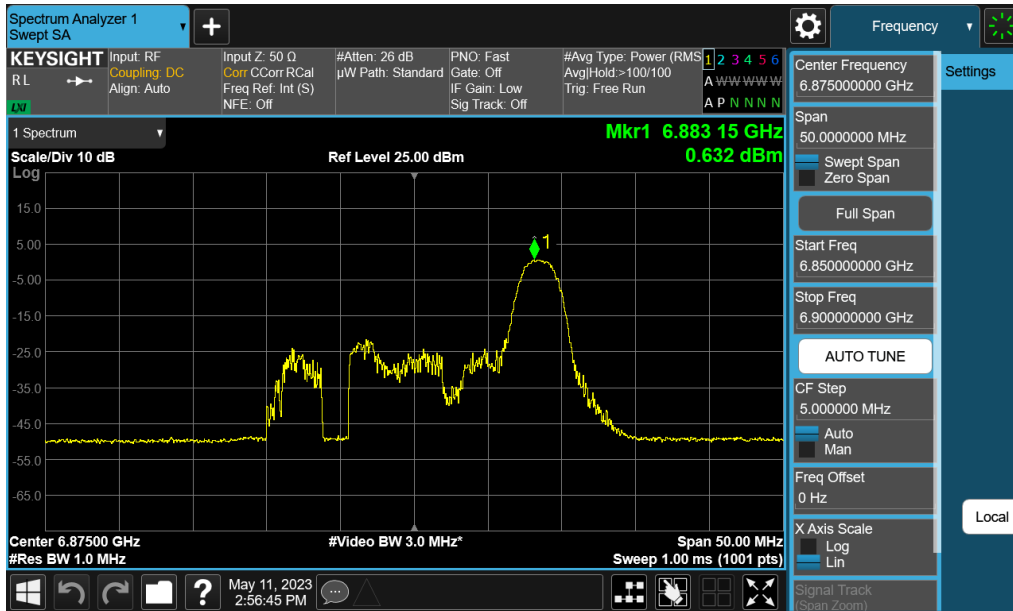 Spectrum Analyzer 1
Swept SA
+
Frequency
KEYSIGHT
RL
LXI
Input: RF
Coupling: DC
Align: Auto
Input Z: 50 Ω
Corr CCorr RCal
Freq Ref: Int (S)
NFE: Off
#Atten: 26 dB
µW Path: Standard
PNO: Fast
Gate: Off
IF Gain: Low
Sig Track: Off
#Avg Type: Power (RMS
Avg|Hold:>100/100
Trig: Free Run
1 2 3 4 5 6
A W W W W W
A P N N N N
1 Spectrum
Mkr1 6.883 15 GHz
Scale/Div 10 dB
Ref Level 25.00 dBm
0.632 dBm
Log
15.0
5.00
-5.00
-15.0
-25.0
-35.0
-45.0
-55.0
-65.0
1
Center 6.87500 GHz
#Video BW 3.0 MHz*
Span 50.00 MHz
#Res BW 1.0 MHz
Sweep 1.00 ms (1001 pts)
Center Frequency
6.875000000 GHz
Settings
Span
50.0000000 MHz
Swept Span
Zero Span
Full Span
Start Freq
6.850000000 GHz
Stop Freq
6.900000000 GHz
AUTO TUNE
CF Step
5.000000 MHz
Auto
Man
Freq Offset
0 Hz
Local
X Axis Scale
Log
Lin
Signal Track
(Span Zoom)
?
May 11, 2023
2:56:45 PM